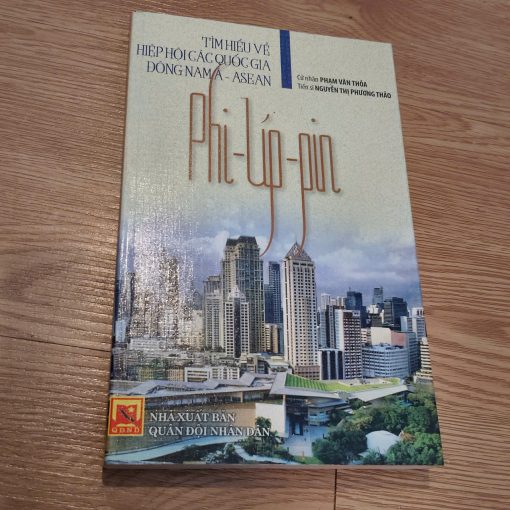 TÌM HIỂU VỀ
HIỆP HỘI CÁC QUỐC GIA
ĐÔNG NAM Á - ASEAN
Cử nhân PHẠM VĂN THỎA
Tiến sĩ NGUYỄN THỊ PHƯƠNG THẢO
Phi-líp-pin
QĐND
NHÀ XUẤT BẢN
QUÂN ĐỘI NHÂN DÂN